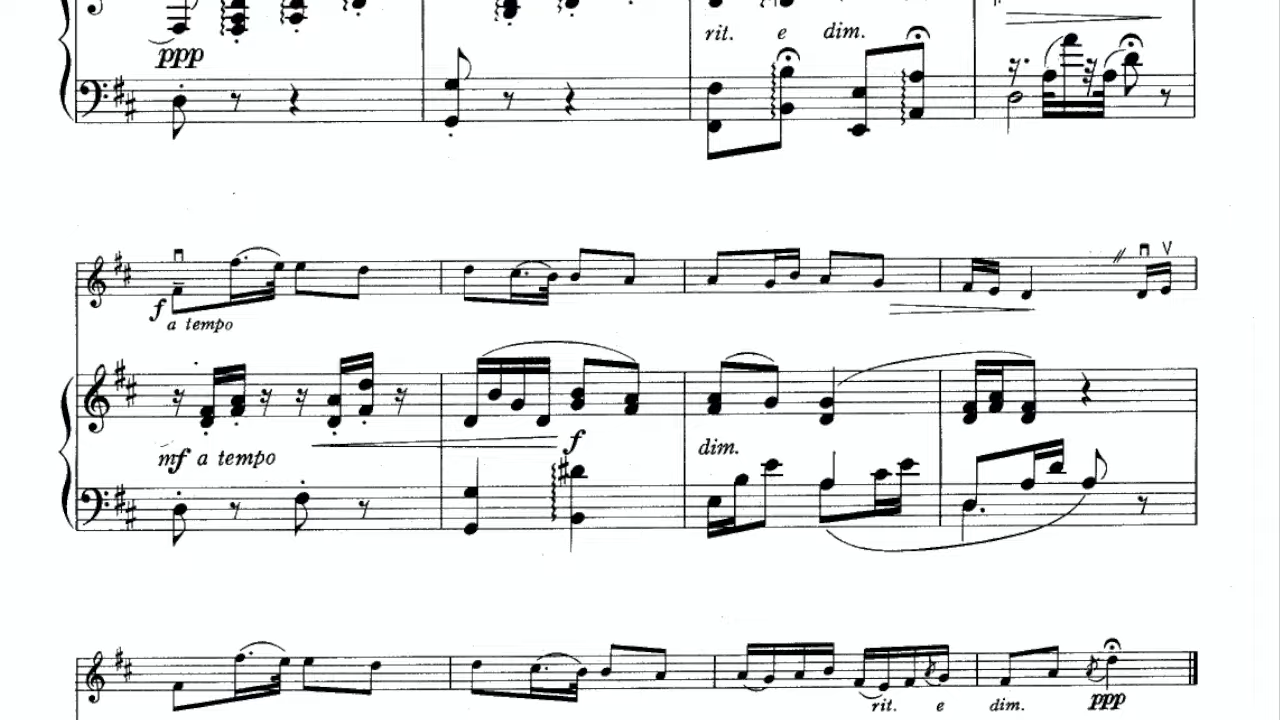 rit. e dim.
ppp
f
a tempo
f
mf a tempo
dim.
rit. e dim. ppp